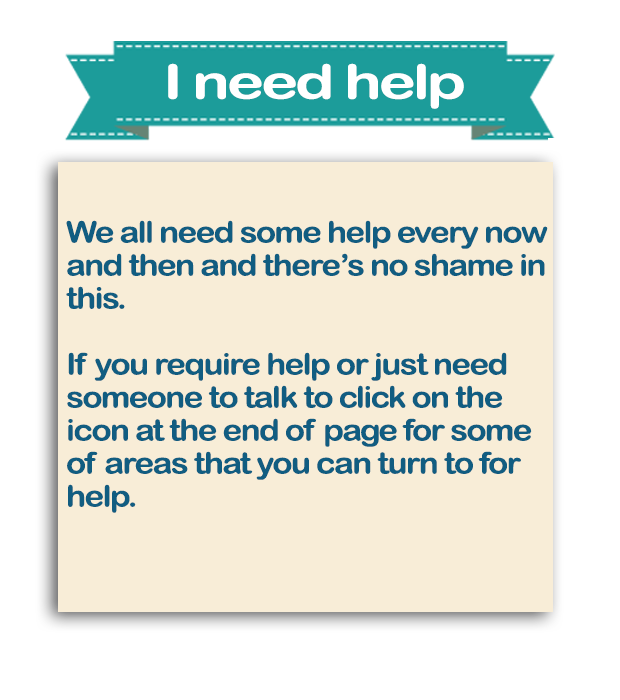 I need help
We all need some help every now
and then and there’s no shame in
this.
If you require help or just need
someone to talk to click on the
icon at the end of page for some
of areas that you can turn to for
help.